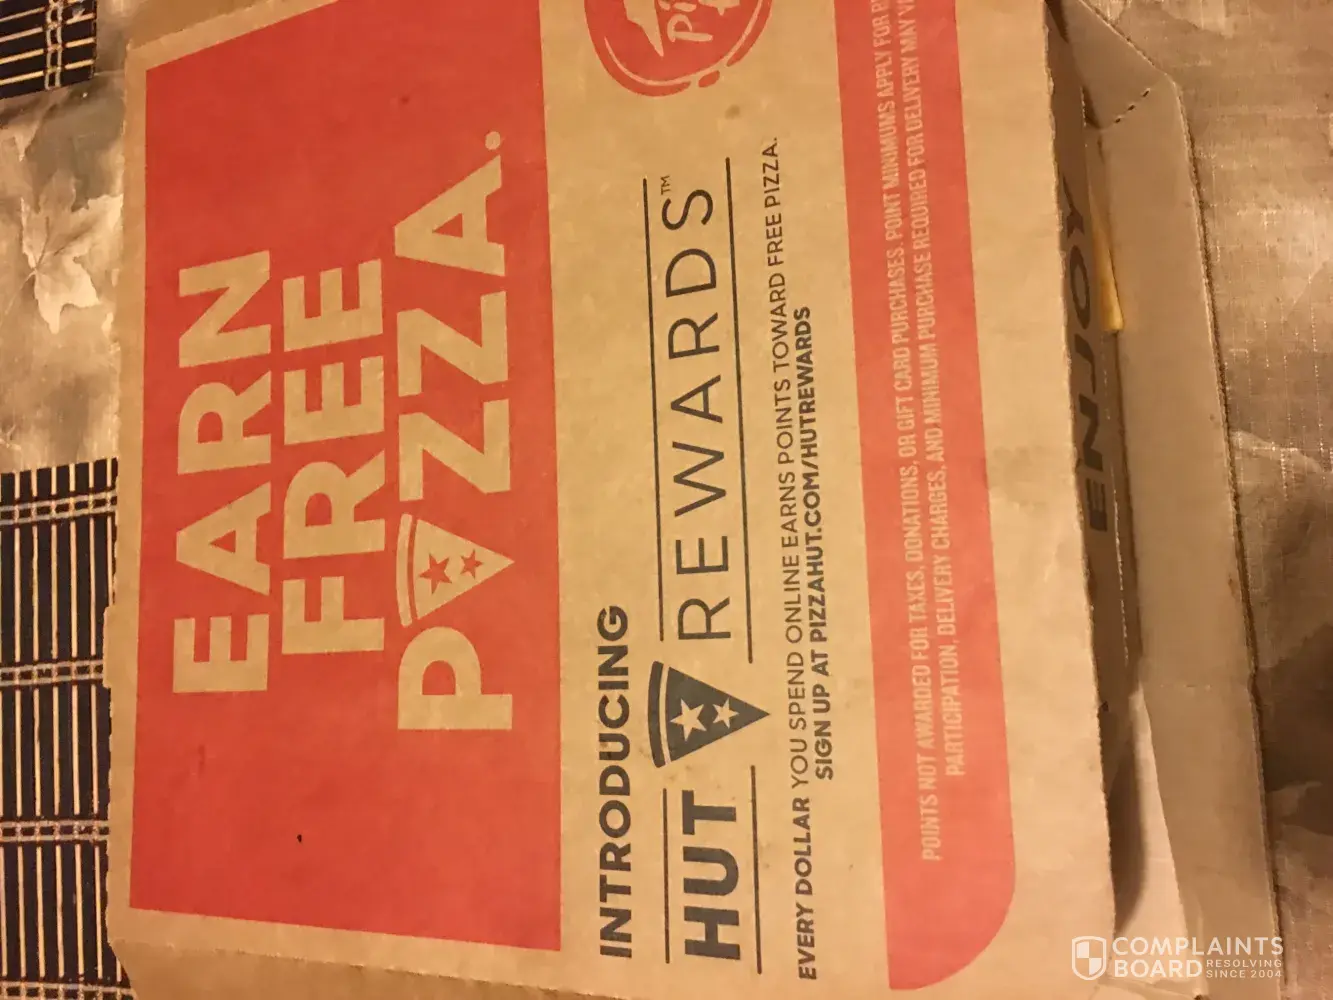 EARN
FREE
PIZZA.
INTRODUCING
HUT REWARDS™
EVERY DOLLAR YOU SPEND ONLINE EARNS POINTS TOWARD FREE PIZZA.
SIGN UP AT PIZZAHUT.COM/HUTREWARDS
POINTS NOT AWARDED FOR TAXES, DONATIONS, OR GIFT CARD PURCHASES. POINT MINIMUMS APPLY FOR
PARTICIPATION, DELIVERY CHARGES, AND MINIMUM PURCHASE REQUIRED FOR DELIVERY MAY
ENJOY
COMPLAINTS
BOARD RESOLVING
SINCE 2004